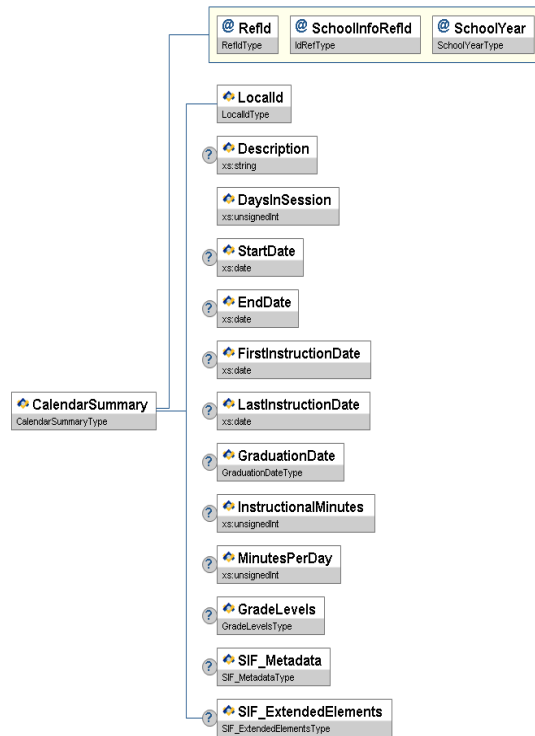 @ RefId @ SchoolInfoRefId @ SchoolYear
RefIdType IdRefType SchoolYearType
LocalId
LocalIdType
? Description
xs:string
DaysInSession
xs:unsignedInt
? StartDate
xs:date
? EndDate
xs:date
? FirstInstructionDate
xs:date
CalendarSummary
CalendarSummaryType
? LastInstructionDate
xs:date
? GraduationDate
GraduationDateType
? InstructionalMinutes
xs:unsignedInt
? MinutesPerDay
xs:unsignedInt
? GradeLevels
GradeLevelsType
? SIF_Metadata
SIF_MetadataType
? SIF_ExtendedElements
SIF_ExtendedElementsType